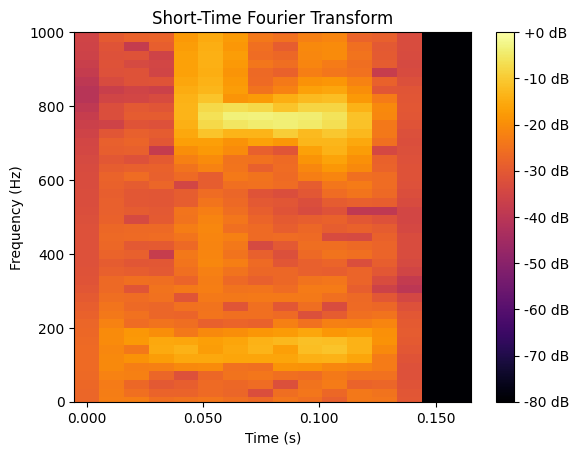 Short-Time Fourier Transform
1000
800
600
400
200
0
Frequency (Hz)
0.000
0.050
0.100
0.150
Time (s)
+0 dB
-10 dB
-20 dB
-30 dB
-40 dB
-50 dB
-60 dB
-70 dB
-80 dB